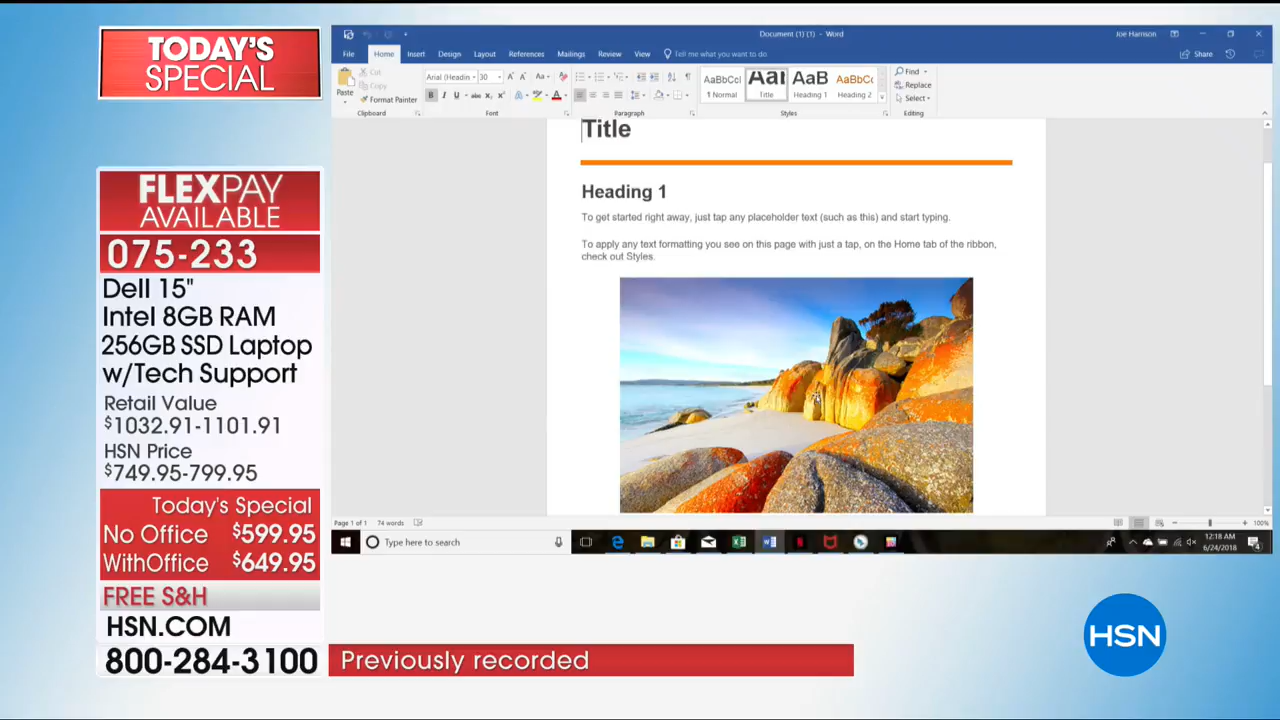 TODAY'S
SPECIAL
FLEXPAY
AVAILABLE
075-233
Dell 15"
Intel 8GB RAM
256GB SSD Laptop
w/Tech Support
Retail Value
$1032.91-1101.91
HSN Price
$749.95-799.95
Today's Special
No Office $599.95
WithOffice $649.95
FREE S&H
HSN.COM
800-284-3100
Previously recorded
HSN
Document (1) (1) - Word
Joe Harrison
File Home Insert Design Layout References Mailings Review View Tell me what you want to do
Share
Paste
Cut
Copy
Format Painter
Clipboard
Arial (Headin 30
Aa
B I U abc
Font
Paragraph
AaBbCcI AaI AaB AaBbCc
¶ Normal Title Heading 1 Heading 2
Styles
Find
Replace
Select
Editing
Title
Heading 1
To get started right away, just tap any placeholder text (such as this) and start typing.
To apply any text formatting you see on this page with just a tap, on the Home tab of the ribbon,
check out Styles.
Page 1 of 1 74 words
100%
Type here to search
12:18 AM
6/24/2018